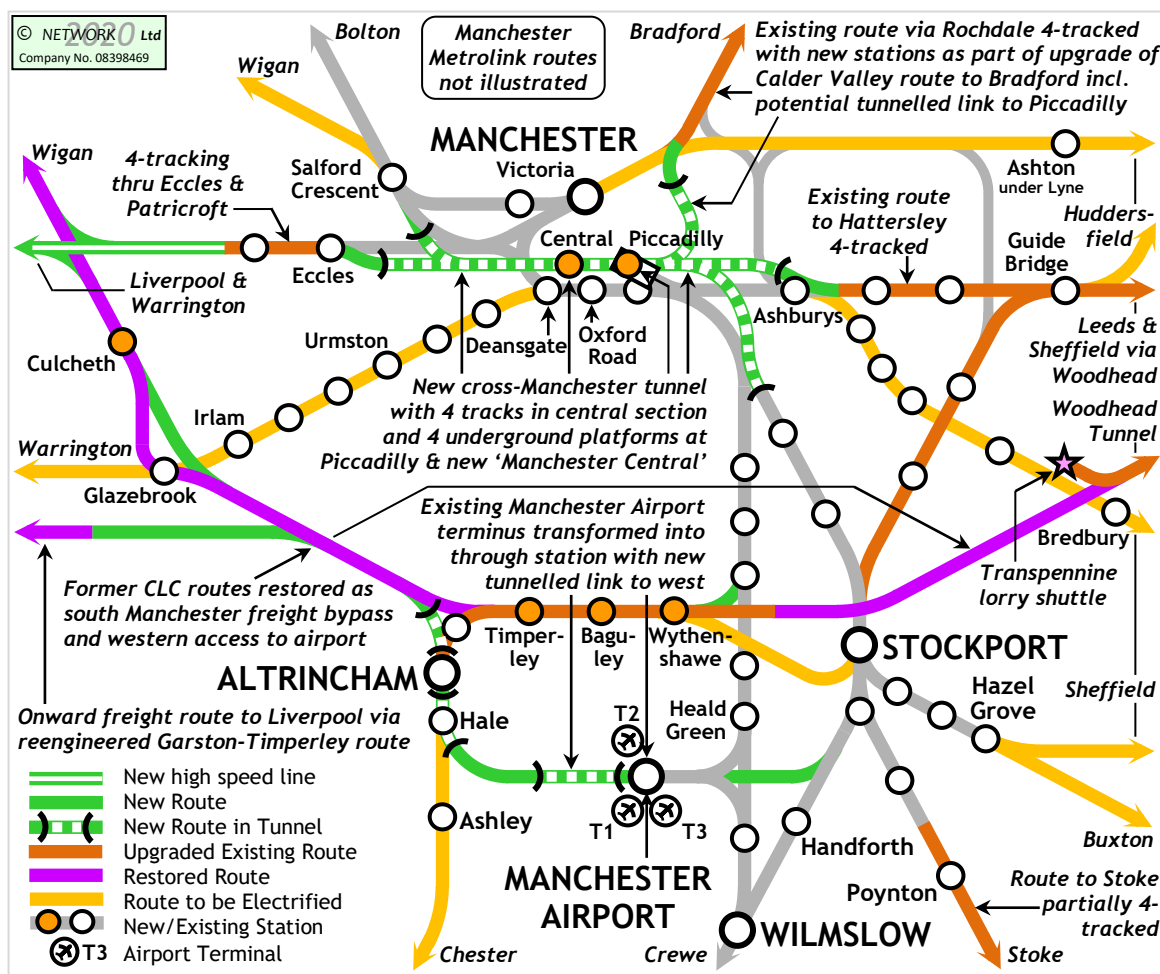 © NETWORK 2020 Ltd
Company No. 08398469
Bolton
Wigan
Manchester
Metrolink routes
not illustrated
Bradford
Existing route via Rochdale 4-tracked
with new stations as part of upgrade of
Calder Valley route to Bradford incl.
potential tunnelled link to Piccadilly
Wigan
4-tracking
thru Eccles &
Patricroft
Salford
Crescent
MANCHESTER
Victoria
Ashton
under Lyne
Existing route
to Hattersley
4-tracked
Hudders-
field
Central
Piccadilly
Guide
Bridge
Eccles
Liverpool &
Warrington
Ashburys
Urmston
Deansgate
Oxford
Road
Leeds &
Sheffield via
Woodhead
Culcheth
New cross-Manchester tunnel
with 4 tracks in central section
and 4 underground platforms at
Piccadilly & new ‘Manchester Central’
Irlam
Woodhead
Tunnel
Warrington
Glazebrook
Existing Manchester Airport
terminus transformed into
through station with new
tunnelled link to west
Bredbury
Transpennine
lorry shuttle
Former CLC routes restored as
south Manchester freight bypass
and western access to airport
Timper-
ley
Bagu-
ley
Wythen-
shawe
STOCKPORT
ALTRINCHAM
Hazel
Grove
Sheffield
Onward freight route to Liverpool via
reengineered Garston-Timperley route
Hale
T2
Heald
Green
New high speed line
New Route
New Route in Tunnel
Upgraded Existing Route
Restored Route
Route to be Electrified
New/Existing Station
T3 Airport Terminal
Ashley
T1
T3
Handforth
Buxton
MANCHESTER
AIRPORT
Poynton
Route to Stoke
partially 4-
tracked
WILMSLOW
Chester
Crewe
Stoke